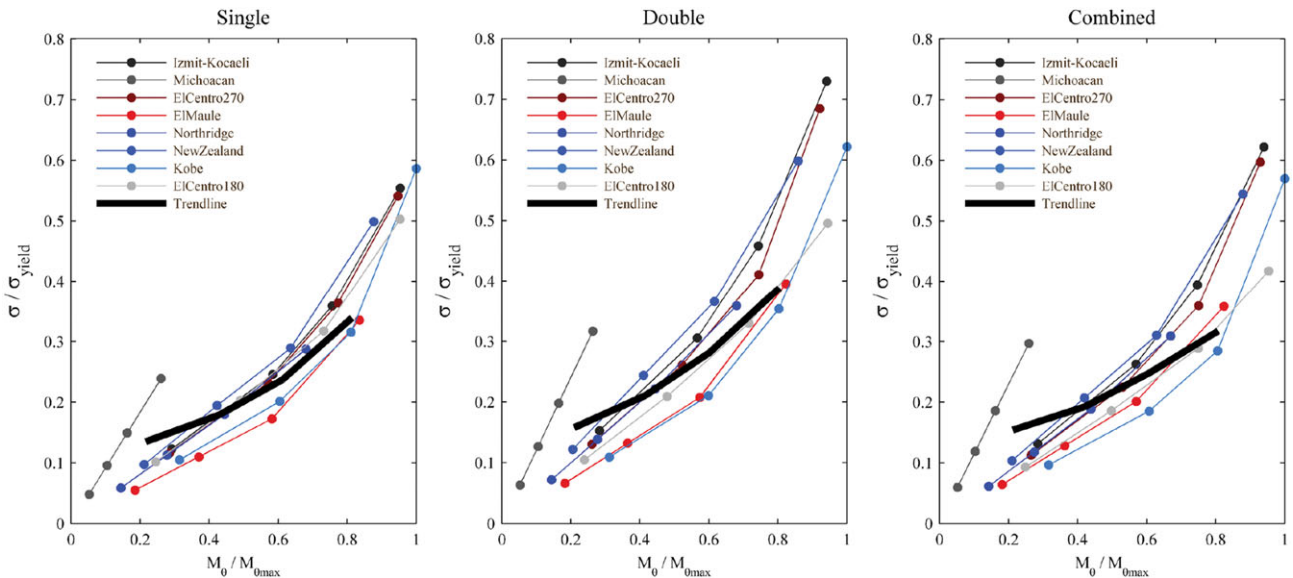 Single
0.8
0.7
0.6
0.5
0.4
0.3
0.2
0.1
0
σ / σyield
Izmit-Kocaeli
Michoacan
ElCentro270
ElMaule
Northridge
NewZealand
Kobe
ElCentro180
Trendline
0 0.2 0.4 0.6 0.8 1
Mθ / Mθmax
Double
0.8
0.7
0.6
0.5
0.4
0.3
0.2
0.1
0
σ / σyield
Izmit-Kocaeli
Michoacan
ElCentro270
ElMaule
Northridge
NewZealand
Kobe
ElCentro180
Trendline
0 0.2 0.4 0.6 0.8 1
Mθ / Mθmax
Combined
0.8
0.7
0.6
0.5
0.4
0.3
0.2
0.1
0
σ / σyield
Izmit-Kocaeli
Michoacan
ElCentro270
ElMaule
Northridge
NewZealand
Kobe
ElCentro180
Trendline
0 0.2 0.4 0.6 0.8 1
Mθ / Mθmax